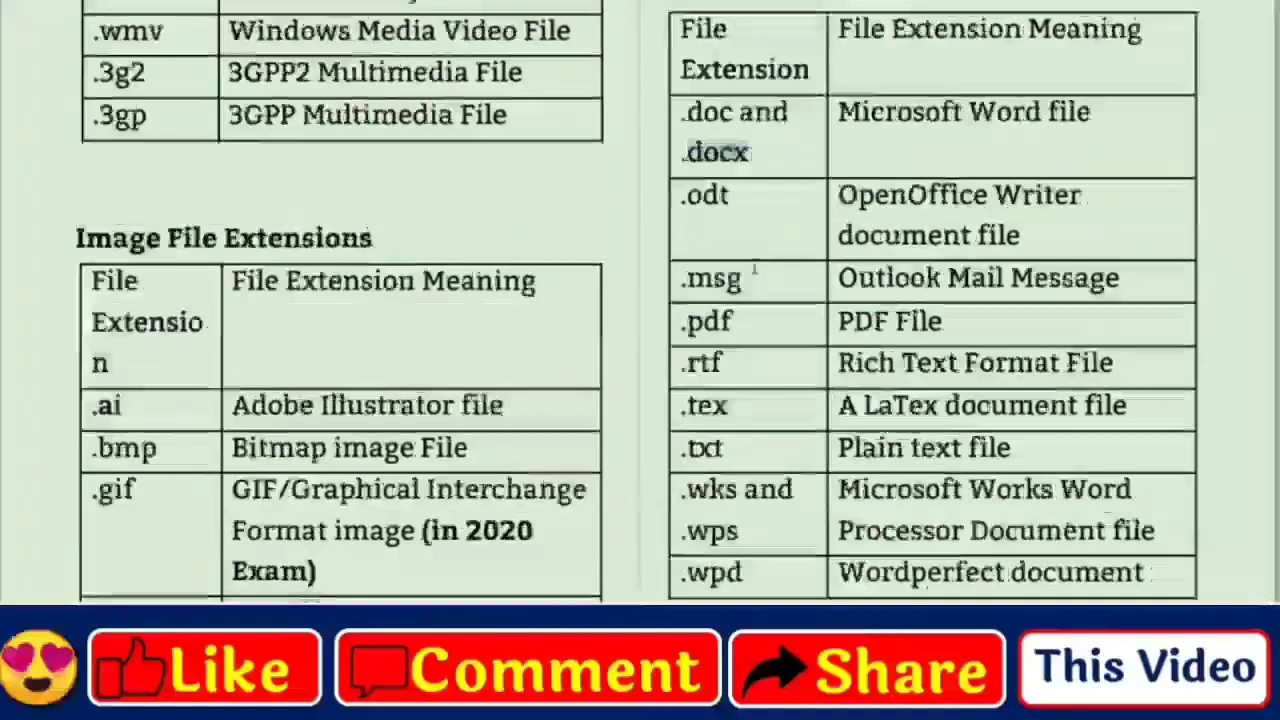 .wmv Windows Media Video File
.3g2 3GPP2 Multimedia File
.3gp 3GPP Multimedia File
Image File Extensions
File File Extension Meaning
Extensio
n
.ai Adobe Illustrator file
.bmp Bitmap image File
.gif GIF/Graphical Interchange
Format image (in 2020
Exam)
File File Extension Meaning
Extension
.doc and Microsoft Word file
.docx
.odt OpenOffice Writer
document file
.msg Outlook Mail Message
.pdf PDF File
.rtf Rich Text Format File
.tex A LaTex document file
.txt Plain text file
.wks and Microsoft Works Word
.wps Processor Document file
.wpd Wordperfect document
Like Comment Share This Video